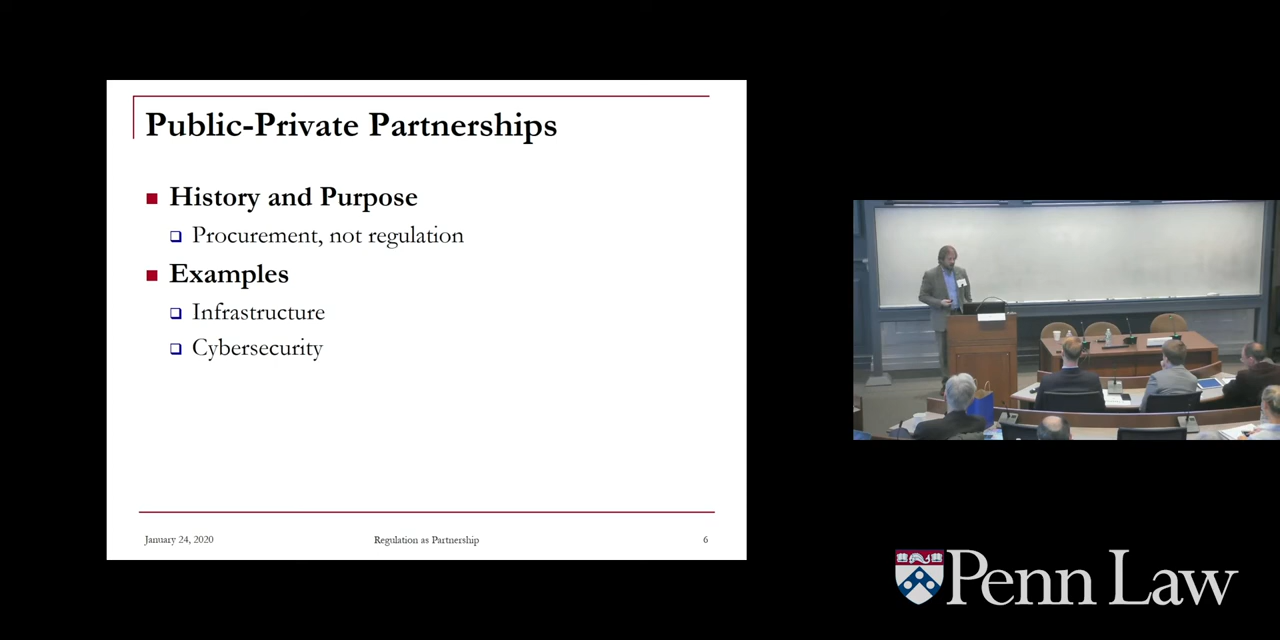 Public-Private Partnerships
History and Purpose
Procurement, not regulation
Examples
Infrastructure
Cybersecurity
January 24, 2020
Regulation as Partnership
6
Penn Law